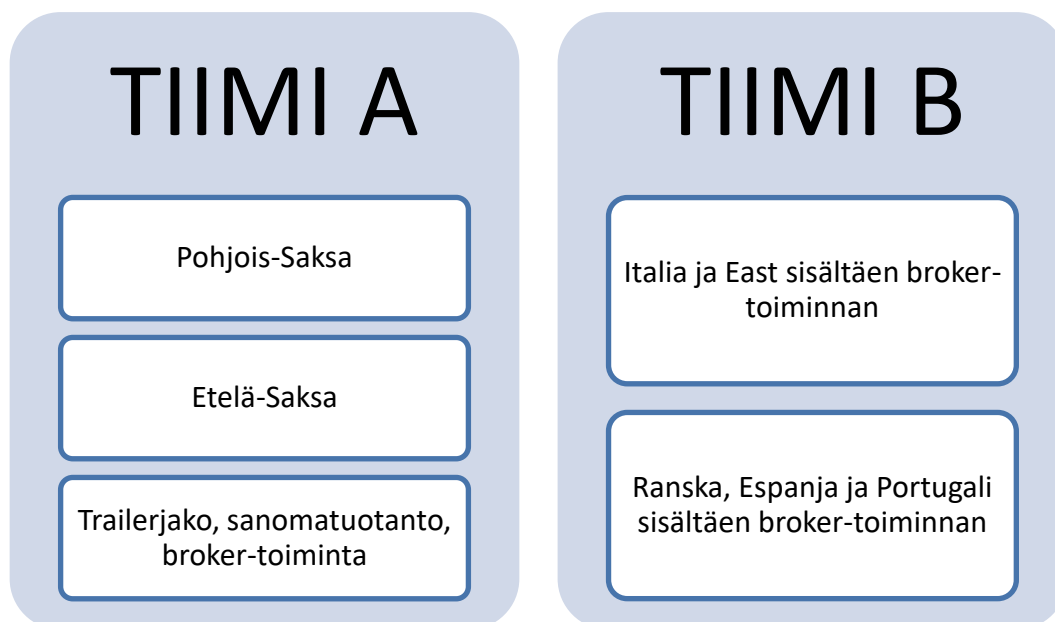 TIIMI A
Pohjois-Saksa
Etelä-Saksa
Trailerjako, sanomatuotanto,
broker-toiminta
TIIMI B
Italia ja East sisältäen broker-
toiminnan
Ranska, Espanja ja Portugali
sisältäen broker-toiminnan